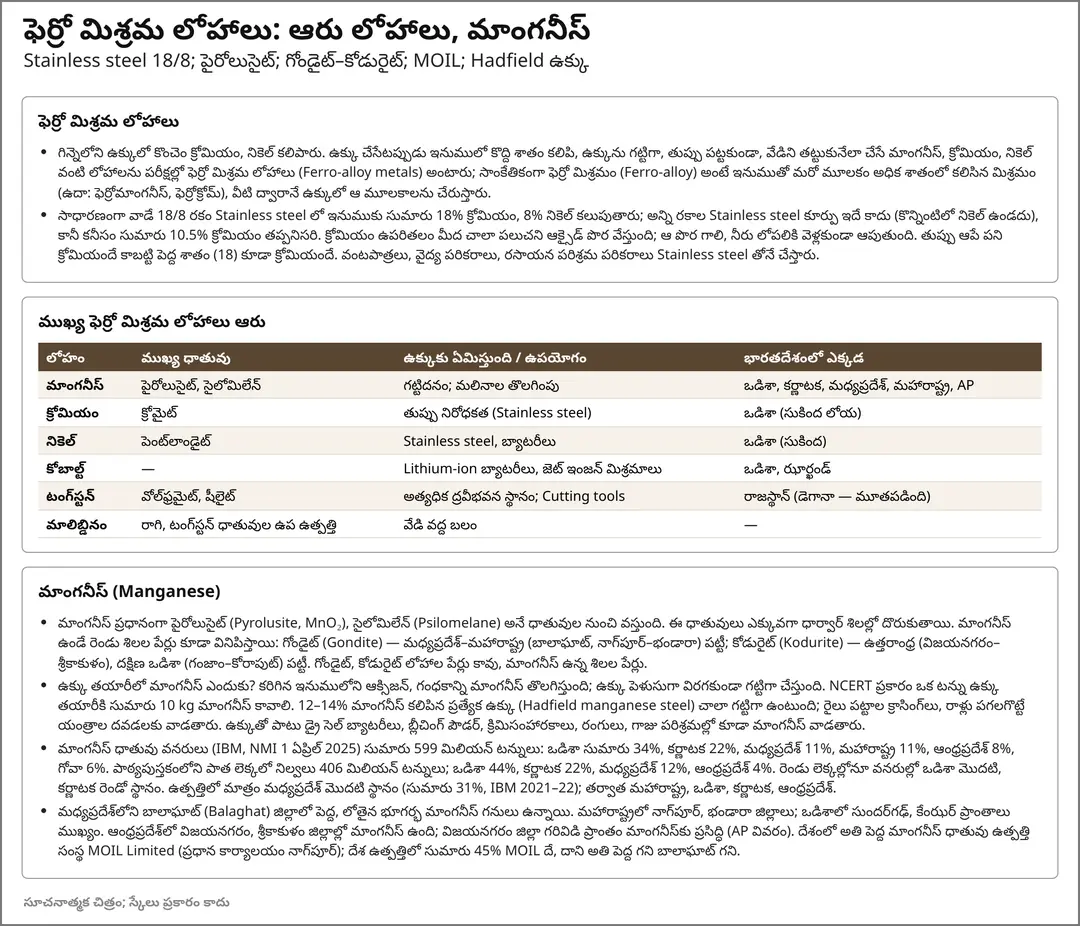 ఫెర్రో మిశ్రమ లోహాలు: ఆరు లోహాలు, మాంగనీస్
Stainless steel 18/8; పైరోలుసైట్; గోండైట్–కోడురైట్; MOIL; Hadfield ఉక్కు
ఫెర్రో మిశ్రమ లోహాలు
• గిన్నెలోని ఉక్కులో కొంచెం క్రోమియం, నికెల్ కలిపారు. ఉక్కు చేసేటప్పుడు ఇనుములో కొద్ది శాతం కలిపి, ఉక్కును గట్టిగా, తుప్పు పట్టకుండా, వేడిని తట్టుకునేలా చేసే మాంగనీస్, క్రోమియం, నికెల్
వంటి లోహాలను పరీక్షల్లో ఫెర్రో మిశ్రమ లోహాలు (Ferro-alloy metals) అంటారు; సాంకేతికంగా ఫెర్రో మిశ్రమం (Ferro-alloy) అంటే ఇనుముతో మరో మూలకం అధిక శాతంలో కలిసిన మిశ్రమం
(ఉదా: ఫెర్రోమాంగనీస్, ఫెర్రోక్రోమ్), వీటి ద్వారానే ఉక్కులో ఆ మూలకాలను చేరుస్తారు.
• సాధారణంగా వాడే 18/8 రకం Stainless steel లో ఇనుముకు సుమారు 18% క్రోమియం, 8% నికెల్ కలుపుతారు; అన్ని రకాల Stainless steel కూర్పు ఇదే కాదు (కొన్నింటిలో నికెల్ ఉండదు),
కానీ కనీసం సుమారు 10.5% క్రోమియం తప్పనిసరి. క్రోమియం ఉపరితలం మీద చాలా పలుచని ఆక్సైడ్ పొర వేస్తుంది; ఆ పొర గాలి, నీరు లోపలికి వెళ్లకుండా ఆపుతుంది. తుప్పు ఆపే పని
క్రోమియందే కాబట్టి పెద్ద శాతం (18) కూడా క్రోమియందే. వంటపాత్రలు, వైద్య పరికరాలు, రసాయన పరిశ్రమ పరికరాలు Stainless steel తోనే చేస్తారు.
ముఖ్య ఫెర్రో మిశ్రమ లోహాలు ఆరు
లోహం ముఖ్య ధాతువు ఉక్కుకు ఏమిస్తుంది / ఉపయోగం భారతదేశంలో ఎక్కడ
మాంగనీస్ పైరోలుసైట్, సైలోమిలేన్ గట్టిదనం; మలినాల తొలగింపు ఒడిశా, కర్ణాటక, మధ్యప్రదేశ్, మహారాష్ట్ర, AP
క్రోమియం క్రోమైట్ తుప్పు నిరోధకత (Stainless steel) ఒడిశా (సుకింద లోయ)
నికెల్ పెంట్‌లాండైట్ Stainless steel, బ్యాటరీలు ఒడిశా (సుకింద)
కోబాల్ట్ — Lithium-ion బ్యాటరీలు, జెట్ ఇంజన్ మిశ్రమాలు ఒడిశా, ఝార్ఖండ్
టంగ్‌స్టన్ వోల్‌ఫ్రమైట్, షీలైట్ అత్యధిక ద్రవీభవన స్థానం; Cutting tools రాజస్థాన్ (డెగానా — మూతపడింది)
మాలిబ్డినం రాగి, టంగ్‌స్టన్ ధాతువుల ఉప ఉత్పత్తి వేడి వద్ద బలం —
మాంగనీస్ (Manganese)
• మాంగనీస్ ప్రధానంగా పైరోలుసైట్ (Pyrolusite, MnO₂), సైలోమిలేన్ (Psilomelane) అనే ధాతువుల నుంచి వస్తుంది. ఈ ధాతువులు ఎక్కువగా ధార్వార్ శిలల్లో దొరుకుతాయి. మాంగనీస్
ఉండే రెండు శిలల పేర్లు కూడా వినిపిస్తాయి: గోండైట్ (Gondite) — మధ్యప్రదేశ్–మహారాష్ట్ర (బాలాఘాట్, నాగ్‌పూర్–భండారా) పట్టీ; కోడురైట్ (Kodurite) — ఉత్తరాంధ్ర (విజయనగరం–
శ్రీకాకుళం), దక్షిణ ఒడిశా (గంజాం–కోరాపుట్) పట్టీ. గోండైట్, కోడురైట్ లోహాల పేర్లు కావు, మాంగనీస్ ఉన్న శిలల పేర్లు.
• ఉక్కు తయారీలో మాంగనీస్ ఎందుకు? కరిగిన ఇనుములోని ఆక్సిజన్, గంధకాన్ని మాంగనీస్ తొలగిస్తుంది; ఉక్కు పెళుసుగా విరగకుండా గట్టిగా చేస్తుంది. NCERT ప్రకారం ఒక టన్ను ఉక్కు
తయారీకి సుమారు 10 kg మాంగనీస్ కావాలి. 12–14% మాంగనీస్ కలిపిన ప్రత్యేక ఉక్కు (Hadfield manganese steel) చాలా గట్టిగా ఉంటుంది; రైలు పట్టాల క్రాసింగ్‌లు, రాళ్లు పగలగొట్టే
యంత్రాల దవడలకు వాడతారు. ఉక్కుతో పాటు డ్రై సెల్ బ్యాటరీలు, బ్లీచింగ్ పౌడర్, క్రిమిసంహారకాలు, రంగులు, గాజు పరిశ్రమల్లో కూడా మాంగనీస్ వాడతారు.
• మాంగనీస్ ధాతువు వనరులు (IBM, NMI 1 ఏప్రిల్ 2025) సుమారు 599 మిలియన్ టన్నులు: ఒడిశా సుమారు 34%, కర్ణాటక 22%, మధ్యప్రదేశ్ 11%, మహారాష్ట్ర 11%, ఆంధ్రప్రదేశ్ 8%,
గోవా 6%. పాఠ్యపుస్తకంలోని పాత లెక్కలో నిల్వలు 406 మిలియన్ టన్నులు; ఒడిశా 44%, కర్ణాటక 22%, మధ్యప్రదేశ్ 12%, ఆంధ్రప్రదేశ్ 4%. రెండు లెక్కల్లోనూ వనరుల్లో ఒడిశా మొదటి,
కర్ణాటక రెండో స్థానం. ఉత్పత్తిలో మాత్రం మధ్యప్రదేశ్ మొదటి స్థానం (సుమారు 31%, IBM 2021–22); తర్వాత మహారాష్ట్ర, ఒడిశా, కర్ణాటక, ఆంధ్రప్రదేశ్.
• మధ్యప్రదేశ్‌లోని బాలాఘాట్ (Balaghat) జిల్లాలో పెద్ద, లోతైన భూగర్భ మాంగనీస్ గనులు ఉన్నాయి. మహారాష్ట్రలో నాగ్‌పూర్, భండారా జిల్లాలు; ఒడిశాలో సుందర్‌గఢ్, కేంఝర్ ప్రాంతాలు
ముఖ్యం. ఆంధ్రప్రదేశ్‌లో విజయనగరం, శ్రీకాకుళం జిల్లాల్లో మాంగనీస్ ఉంది; విజయనగరం జిల్లా గరివిడి ప్రాంతం మాంగనీస్‌కు ప్రసిద్ధి (AP వివరం). దేశంలో అతి పెద్ద మాంగనీస్ ధాతువు ఉత్పత్తి
సంస్థ MOIL Limited (ప్రధాన కార్యాలయం నాగ్‌పూర్); దేశ ఉత్పత్తిలో సుమారు 45% MOIL దే, దాని అతి పెద్ద గని బాలాఘాట్ గని.
సూచనాత్మక చిత్రం; స్కేలు ప్రకారం కాదు